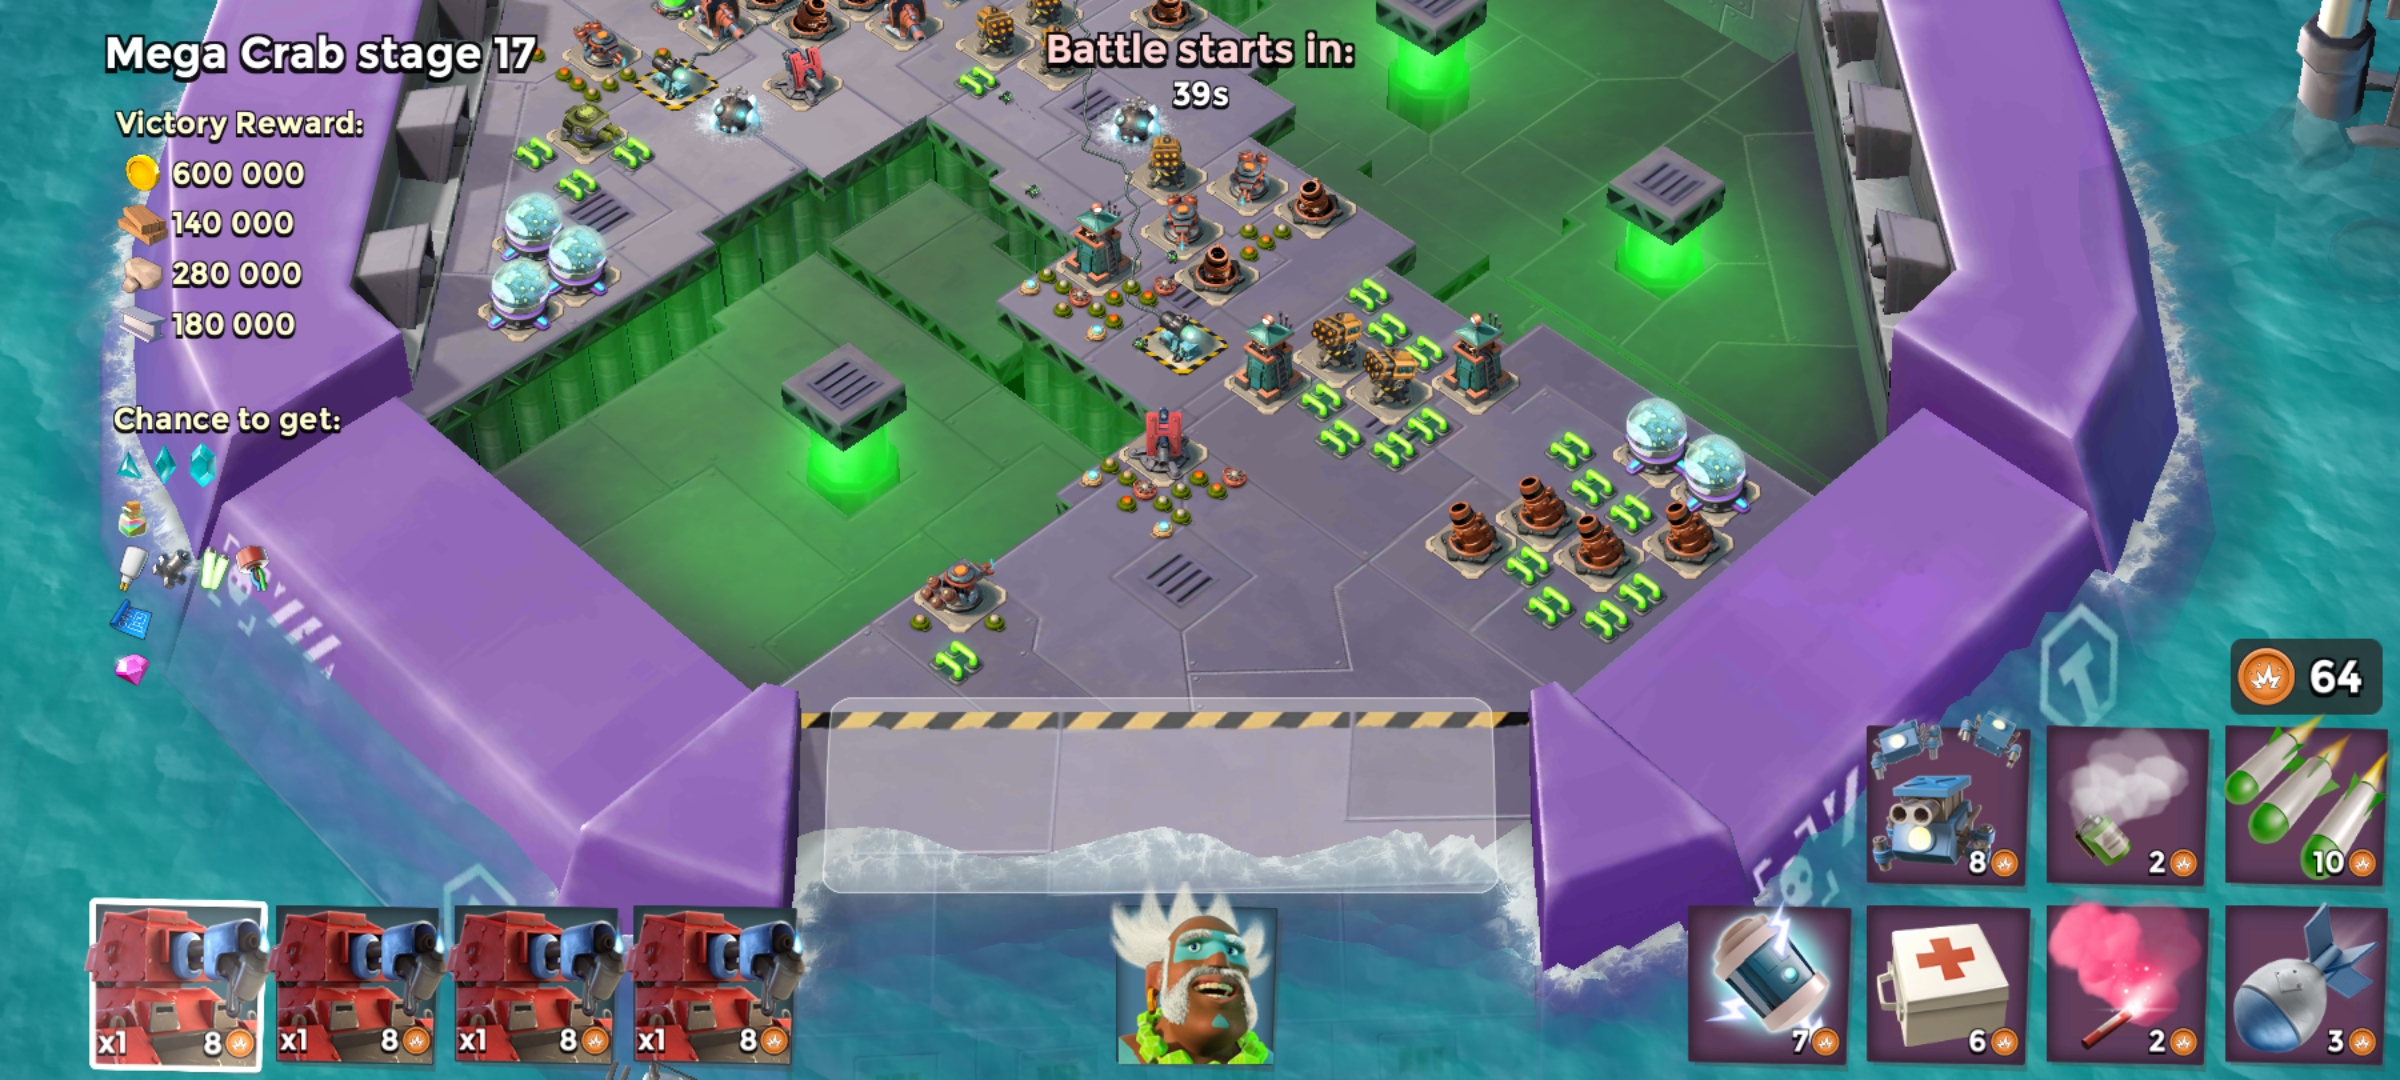 Mega Crab stage 17
Battle starts in:
39s
Victory Reward:
600 000
140 000
280 000
180 000
Chance to get:
64
8
2
10
x1 8
x1 8
x1 8
x1 8
7
6
2
3